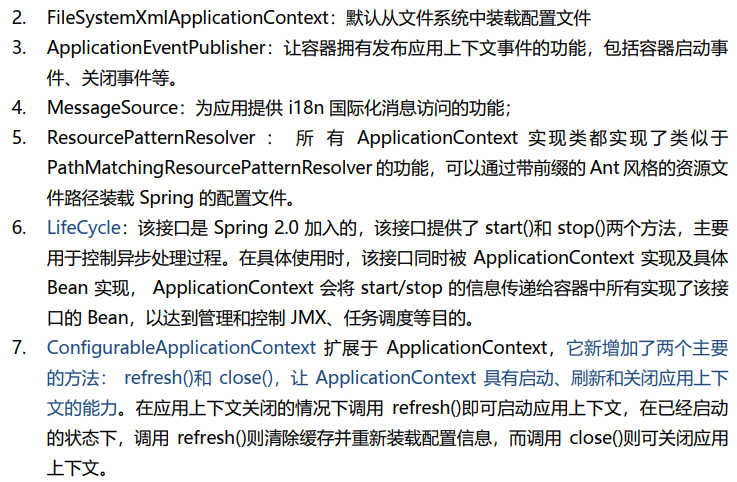 2. FileSystemXmlApplicationContext：默认从文件系统中装载配置文件
3. ApplicationEventPublisher：让容器拥有发布应用上下文事件的功能，包括容器启动事
件、关闭事件等。
4. MessageSource：为应用提供 i18n 国际化消息访问的功能；
5. ResourcePatternResolver ： 所 有 ApplicationContext 实现类都实现了类似于
PathMatchingResourcePatternResolver 的功能，可以通过带前缀的 Ant 风格的资源文
件路径装载 Spring 的配置文件。
6. LifeCycle：该接口是 Spring 2.0 加入的，该接口提供了 start()和 stop()两个方法，主要
用于控制异步处理过程。在具体使用时，该接口同时被 ApplicationContext 实现及具体
Bean 实现， ApplicationContext 会将 start/stop 的信息传递给容器中所有实现了该接
口的 Bean，以达到管理和控制 JMX、任务调度等目的。
7. ConfigurableApplicationContext 扩展于 ApplicationContext，它新增加了两个主要
的方法： refresh()和 close()，让 ApplicationContext 具有启动、刷新和关闭应用上下
文的能力。在应用上下文关闭的情况下调用 refresh()即可启动应用上下文，在已经启动
的状态下，调用 refresh()则清除缓存并重新装载配置信息，而调用 close()则可关闭应用
上下文。